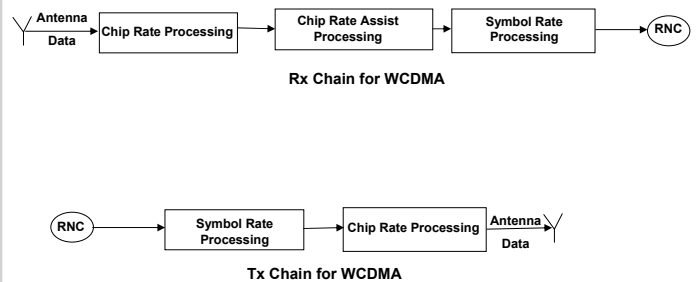 Antenna
Data
Chip Rate Processing
Chip Rate Assist
Processing
Symbol Rate
Processing
RNC
Rx Chain for WCDMA
RNC
Symbol Rate
Processing
Chip Rate Processing
Antenna
Data
Tx Chain for WCDMA